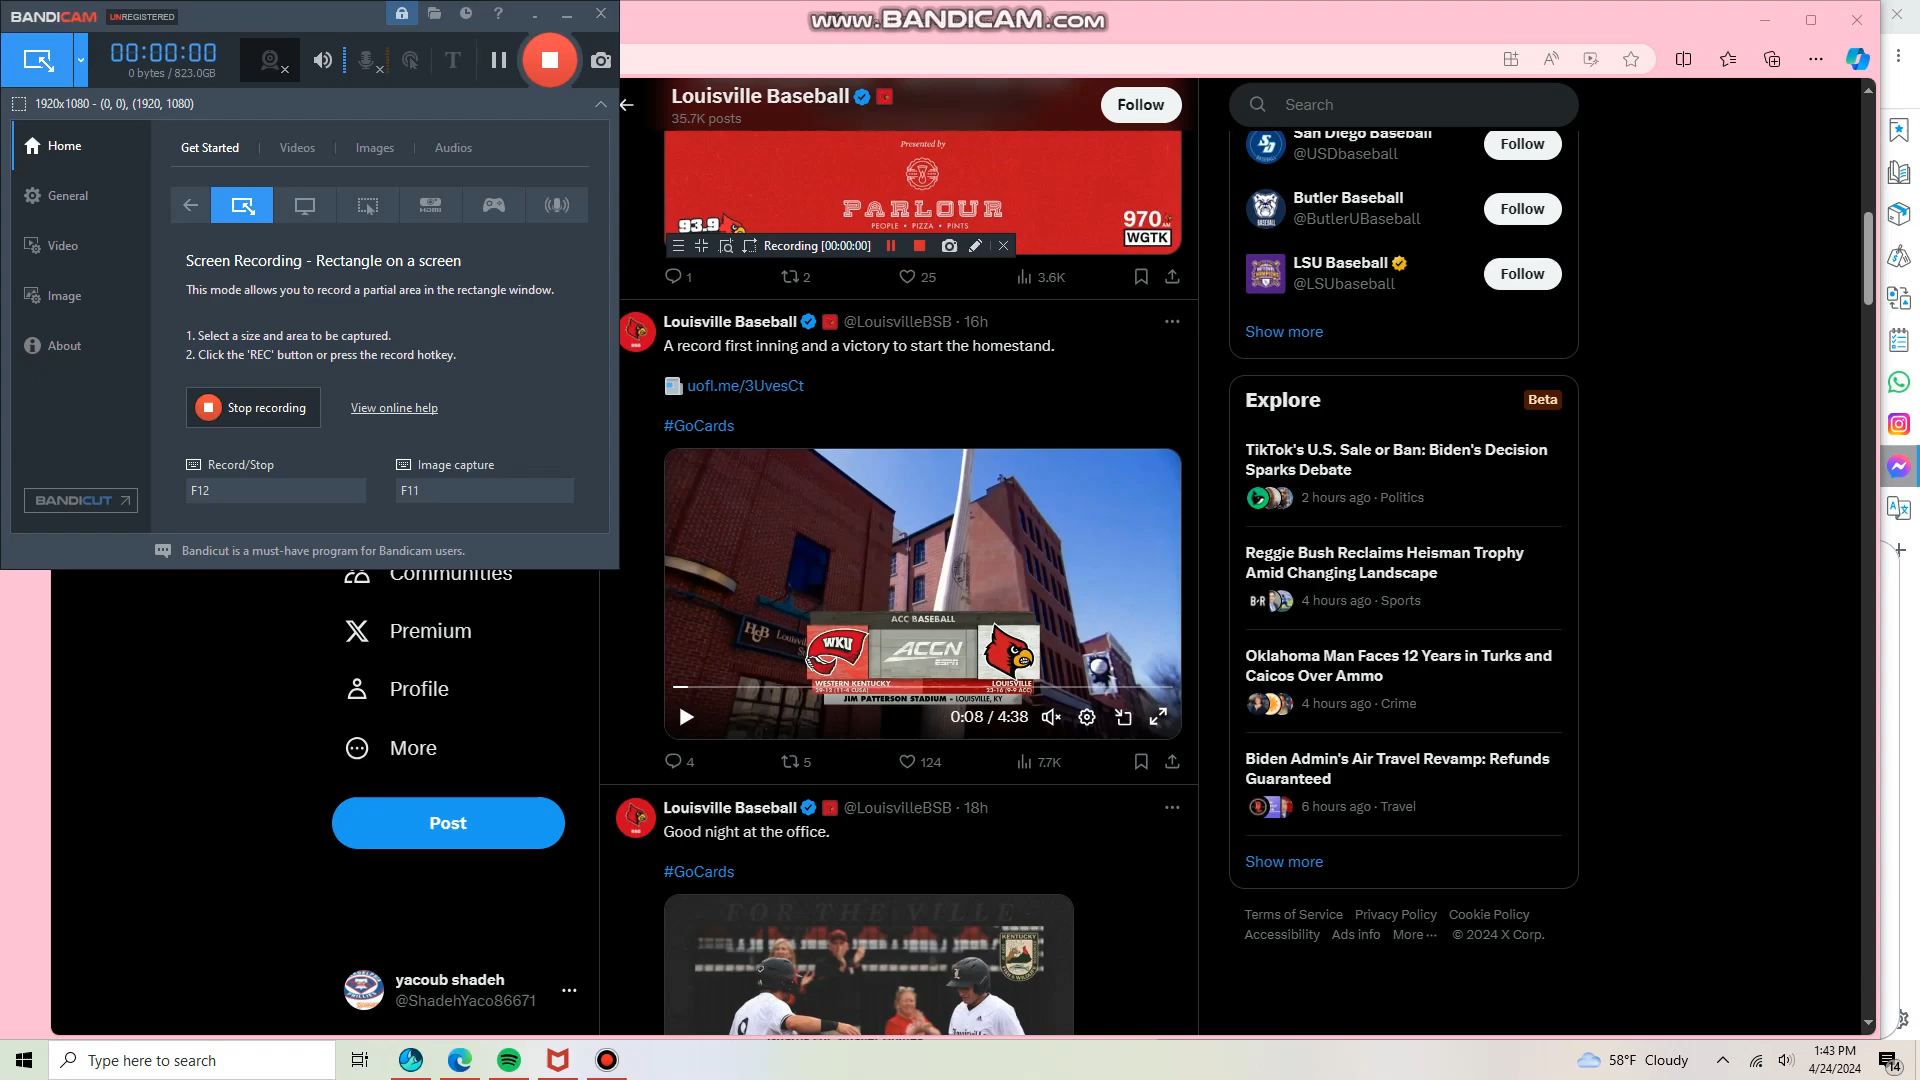 BANDICAM UNREGISTERED
www.BANDICAM.com
00:00:00
0 bytes / 823.0GB
1920x1080 - (0, 0), (1920, 1080)
Home
General
Video
Image
About
BANDICUT
Get Started
Videos
Images
Audios
HDMI
Screen Recording - Rectangle on a screen
This mode allows you to record a partial area in the rectangle window.
1. Select a size and area to be captured.
2. Click the 'REC' button or press the record hotkey.
Stop recording
View online help
Record/Stop
Image capture
F12
F11
Bandicut is a must-have program for Bandicam users.
Communities
Premium
Profile
More
Post
yacoub shadeh
@ShadehYaco86671
Louisville Baseball
35.7K posts
Follow
Presented by
PARLOUR
PEOPLE • PIZZA • PINTS
93.9
970 AM
WGTK
Recording [00:00:00]
1
2
25
3.6K
Louisville Baseball @LouisvilleBSB · 16h
A record first inning and a victory to start the homestand.
uofl.me/3UvesCt
#GoCards
ACC BASEBALL
WKU
ACCN
WESTERN KENTUCKY
LOUISVILLE
JIM PATTERSON STADIUM - LOUISVILLE, KY
0:08 / 4:38
4
5
124
7.7K
Louisville Baseball @LouisvilleBSB · 18h
Good night at the office.
#GoCards
FOR THE VILLE
KENTUCKY
Search
San Diego Baseball
@USDbaseball
Follow
Butler Baseball
@ButlerUBaseball
Follow
LSU Baseball
@LSUbaseball
Follow
Show more
Explore
Beta
TikTok's U.S. Sale or Ban: Biden's Decision
Sparks Debate
2 hours ago · Politics
Reggie Bush Reclaims Heisman Trophy
Amid Changing Landscape
4 hours ago · Sports
Oklahoma Man Faces 12 Years in Turks and
Caicos Over Ammo
4 hours ago · Crime
Biden Admin's Air Travel Revamp: Refunds
Guaranteed
6 hours ago · Travel
Show more
Terms of Service Privacy Policy Cookie Policy
Accessibility Ads info More ··· © 2024 X Corp.
Type here to search
58°F Cloudy
1:43 PM
4/24/2024
14